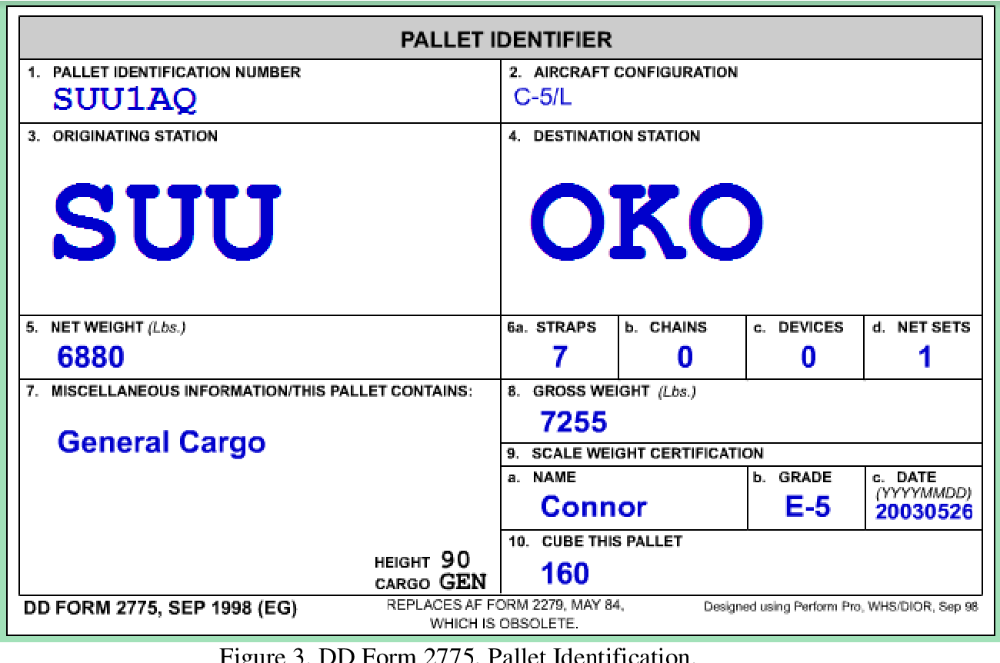 PALLET IDENTIFIER
1. PALLET IDENTIFICATION NUMBER
SUU1AQ
2. AIRCRAFT CONFIGURATION
C-5/L
3. ORIGINATING STATION
SUU
4. DESTINATION STATION
OKO
5. NET WEIGHT (Lbs.)
6880
6a. STRAPS
7
b. CHAINS
0
c. DEVICES
0
d. NET SETS
1
7. MISCELLANEOUS INFORMATION/THIS PALLET CONTAINS:
General Cargo
HEIGHT 90
CARGO GEN
8. GROSS WEIGHT (Lbs.)
7255
9. SCALE WEIGHT CERTIFICATION
a. NAME
Connor
b. GRADE
E-5
c. DATE
(YYYYMMDD)
20030526
10. CUBE THIS PALLET
160
DD FORM 2775, SEP 1998 (EG)
REPLACES AF FORM 2279, MAY 84,
WHICH IS OBSOLETE.
Designed using Perform Pro, WHS/DIOR, Sep 98
Figure 3. DD Form 2775, Pallet Identification.